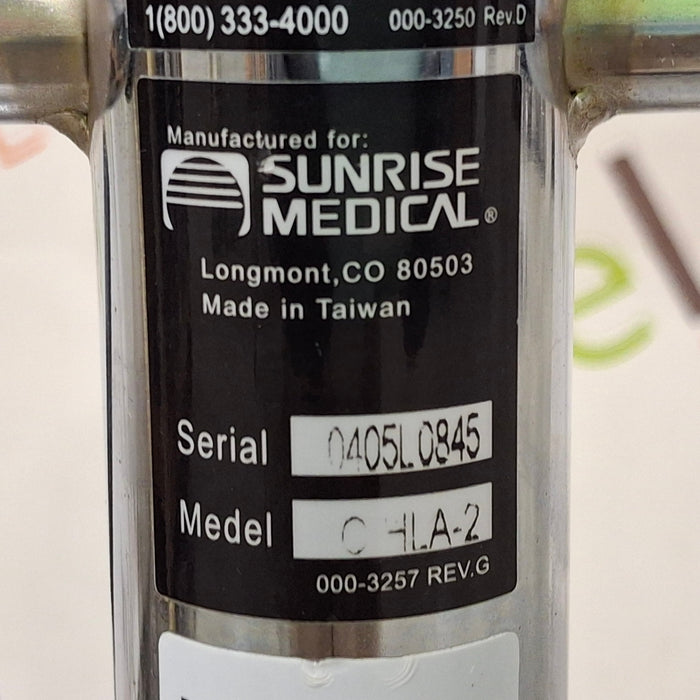 1(800) 333-4000 000-3250 Rev.D
Manufactured for:
SUNRISE
MEDICAL®
Longmont,CO 80503
Made in Taiwan
Serial 0405L0845
Medel HLA-2
000-3257 REV.G